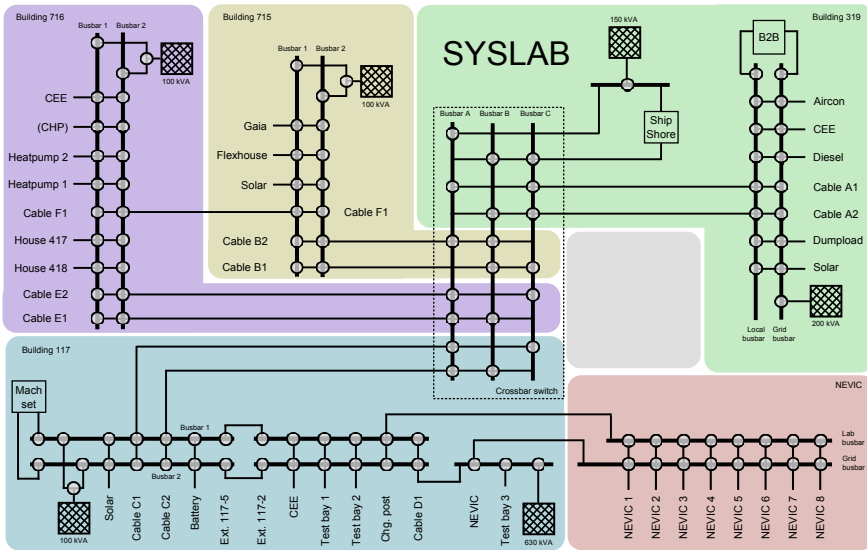 Building 716
Busbar 1
Busbar 2
100 kVA
CEE
(CHP)
Heatpump 2
Heatpump 1
Cable F1
House 417
House 418
Cable E2
Cable E1
Building 715
Busbar 1
Busbar 2
100 kVA
Gaia
Flexhouse
Solar
Cable F1
Cable B2
Cable B1
SYSLAB
150 kVA
Ship
Shore
Busbar A
Busbar B
Busbar C
Crossbar switch
Building 319
B2B
Aircon
CEE
Diesel
Cable A1
Cable A2
Dumpload
Solar
200 kVA
Local
busbar
Grid
busbar
Building 117
Mach
set
Busbar 1
Busbar 2
100 kVA
Solar
Cable C1
Cable C2
Battery
Ext. 117-5
Ext. 117-2
CEE
Test bay 1
Test bay 2
Chg. post
Cable D1
NEVIC
Test bay 3
630 kVA
NEVIC
Lab
busbar
Grid
busbar
NEVIC 1
NEVIC 2
NEVIC 3
NEVIC 4
NEVIC 5
NEVIC 6
NEVIC 7
NEVIC 8